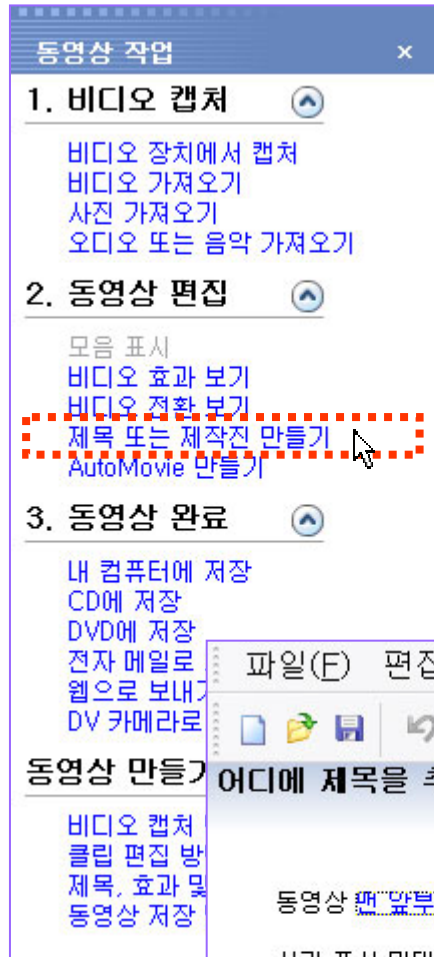 동영상 작업
1. 비디오 캡처
비디오 장치에서 캡처
비디오 가져오기
사진 가져오기
오디오 또는 음악 가져오기
2. 동영상 편집
모음 표시
비디오 효과 보기
비디오 전환 보기
제목 또는 제작진 만들기
AutoMovie 만들기
3. 동영상 완료
내 컴퓨터에 저장
CD에 저장
DVD에 저장
전자 메일로
웹으로 보내
DV 카메라로
파일(F) 편집
동영상 만들
어디에 제목을
비디오 캡처
클립 편집
제목, 효과 및
동영상 저장
동영상 맨 앞부